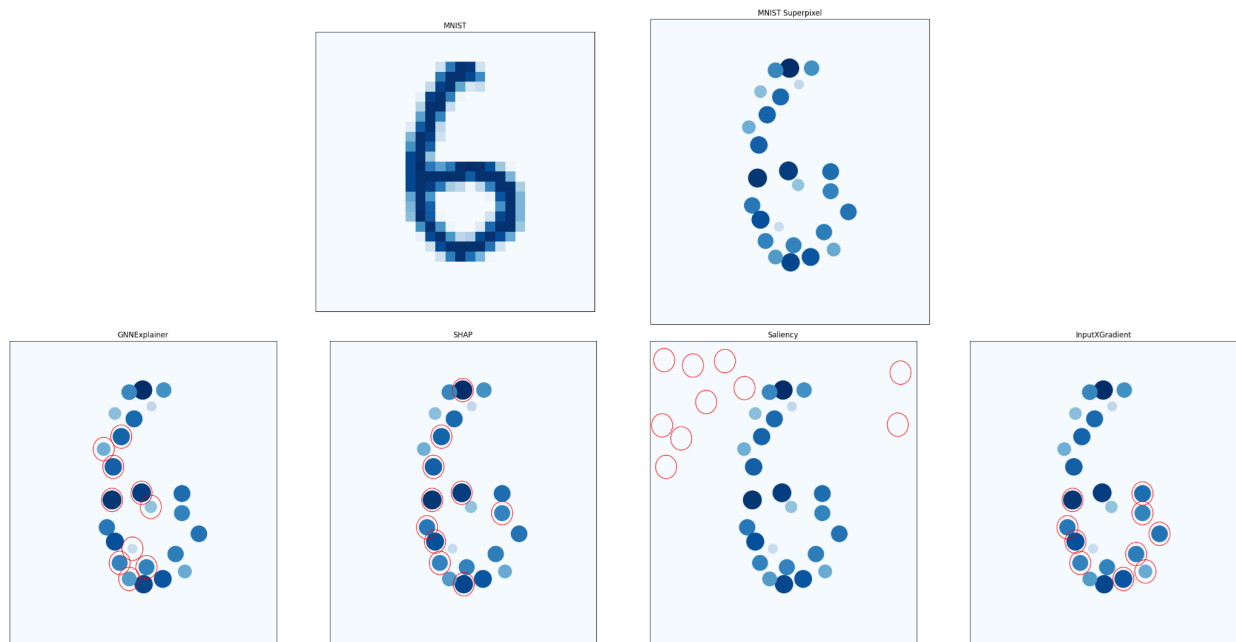 MNIST
MNIST Superpixel
GNNExplainer
SHAP
Saliency
InputXGradient